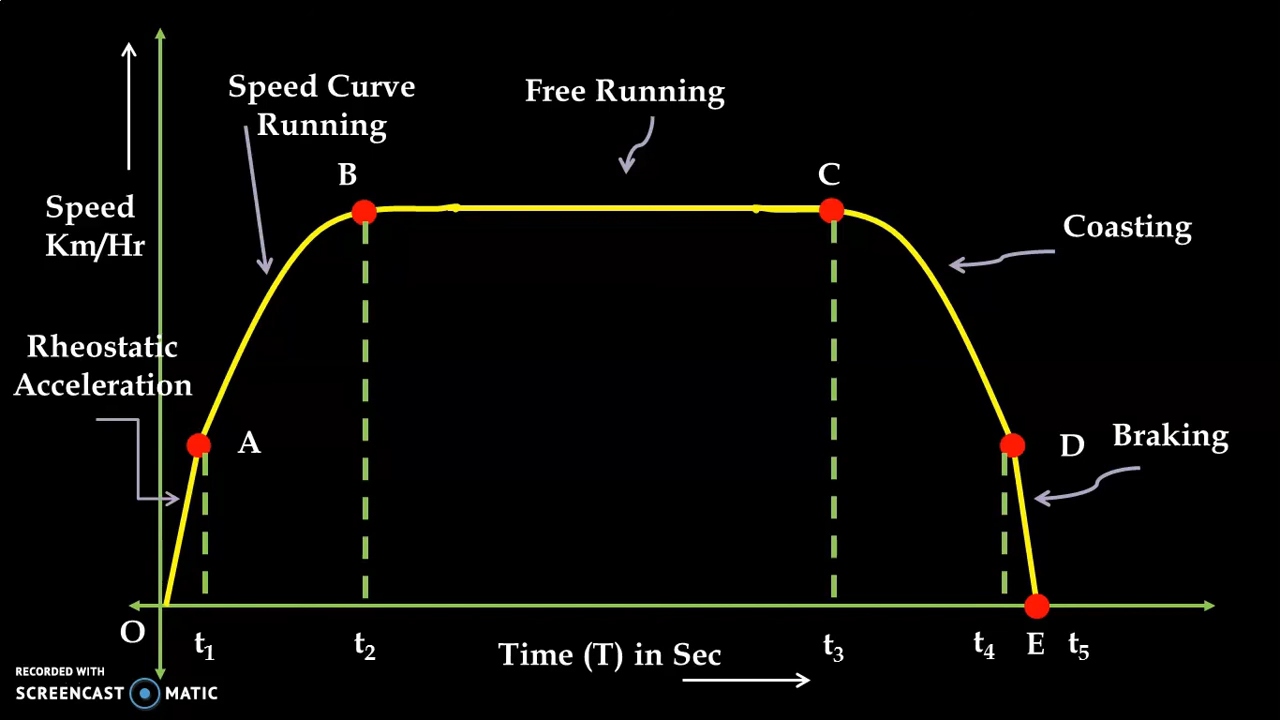 Speed Curve
Running
Free Running
B
C
Speed
Km/Hr
Coasting
Rheostatic
Acceleration
A
D
Braking
O
t₁
t₂
Time (T) in Sec
t₃
t₄
E
t₅
RECORDED WITH
SCREENCAST MATIC